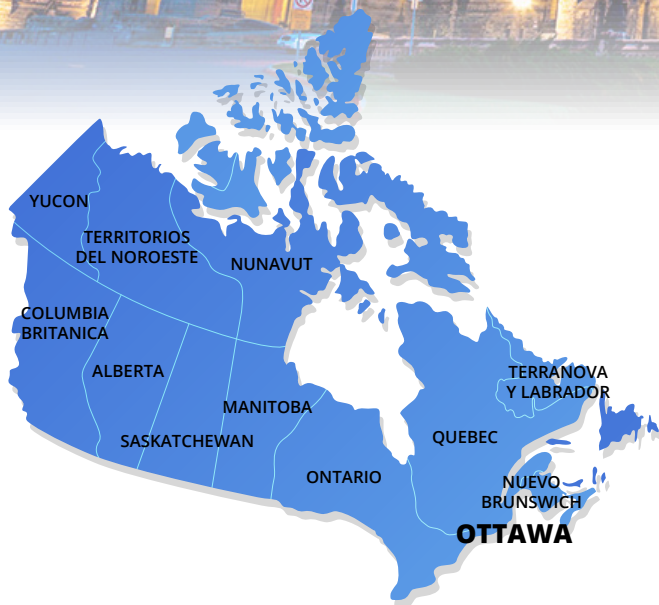 YUCON
TERRITORIOS
DEL NOROESTE
NUNAVUT
COLUMBIA
BRITANICA
ALBERTA
TERRANOVA
Y LABRADOR
MANITOBA
SASKATCHEWAN
QUEBEC
ONTARIO
NUEVO
BRUNSWICH
OTTAWA